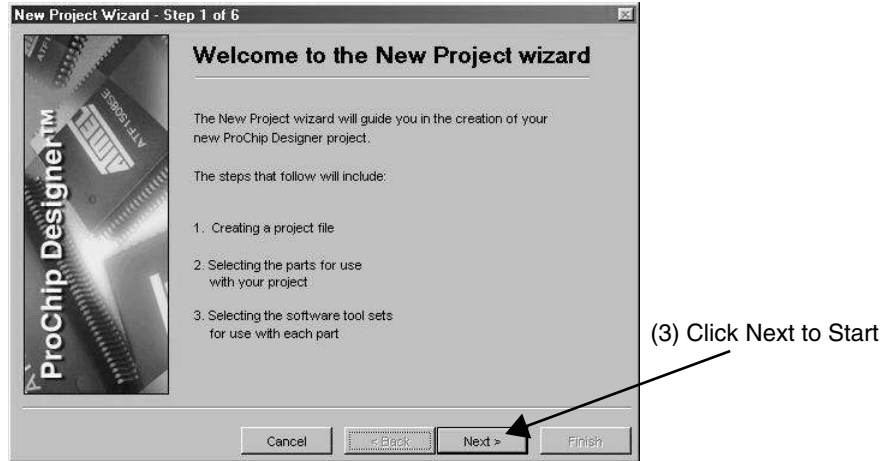 New Project Wizard - Step 1 of 6
Welcome to the New Project wizard
The New Project wizard will guide you in the creation of your
new ProChip Designer project.
The steps that follow will include:
1. Creating a project file
2. Selecting the parts for use
with your project
3. Selecting the software tool sets
for use with each part
ProChip Designer™
ATF1508SE
ATMEL
(3) Click Next to Start
Cancel
< Back
Next >
Finish